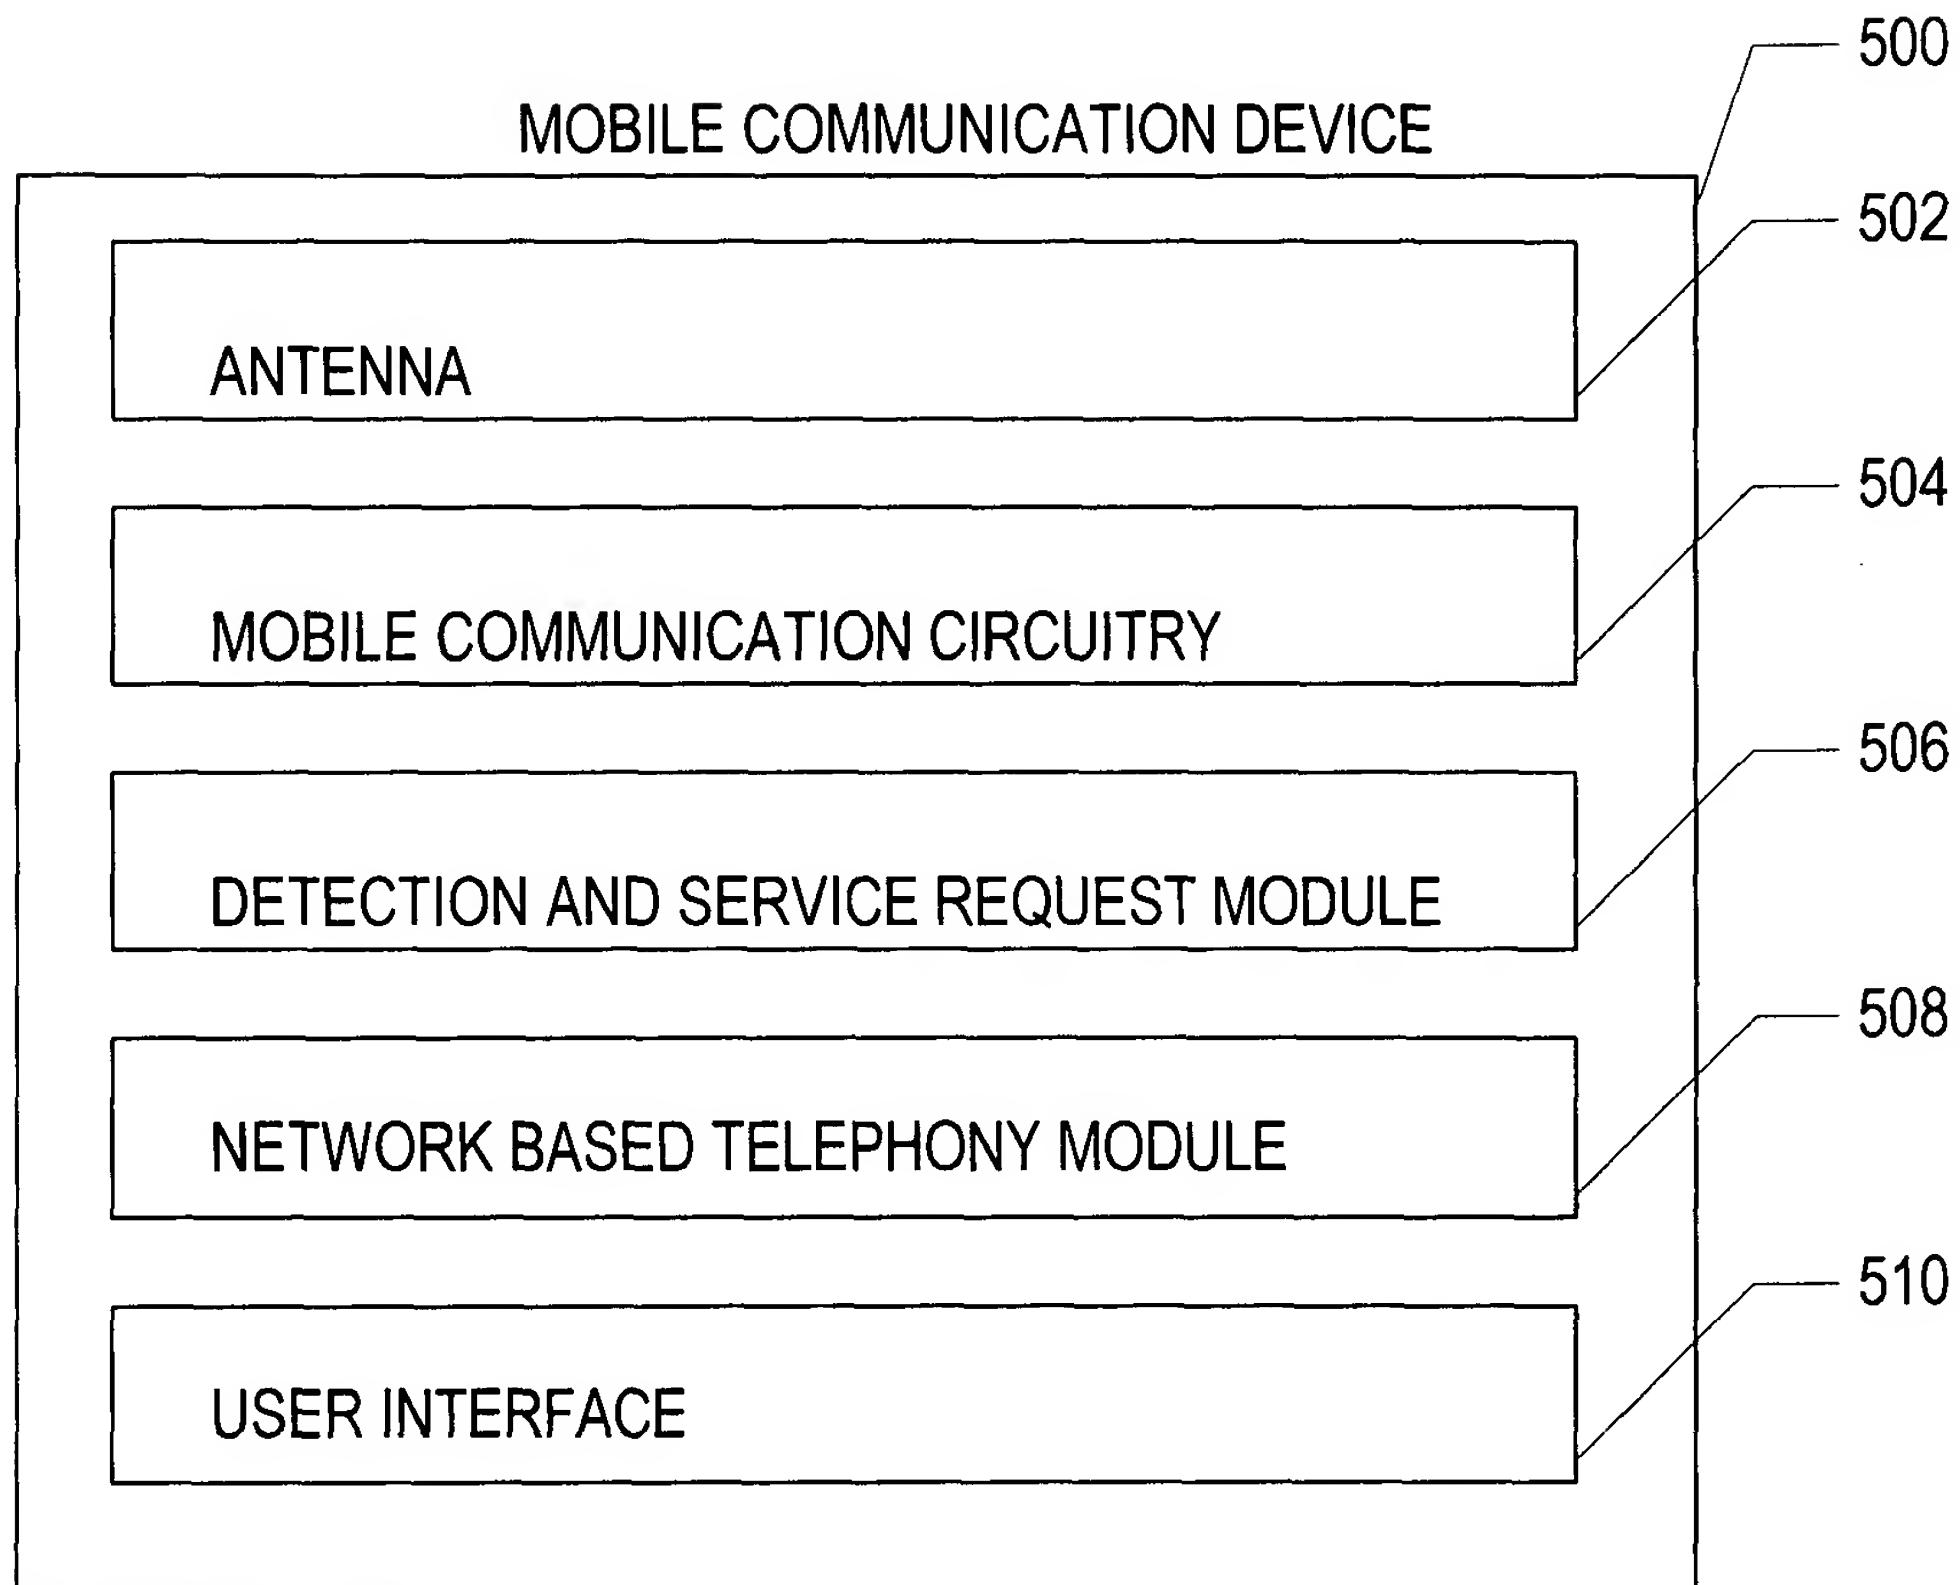 500
MOBILE COMMUNICATION DEVICE
502
ANTENNA
504
MOBILE COMMUNICATION CIRCUITRY
506
DETECTION AND SERVICE REQUEST MODULE
508
NETWORK BASED TELEPHONY MODULE
510
USER INTERFACE